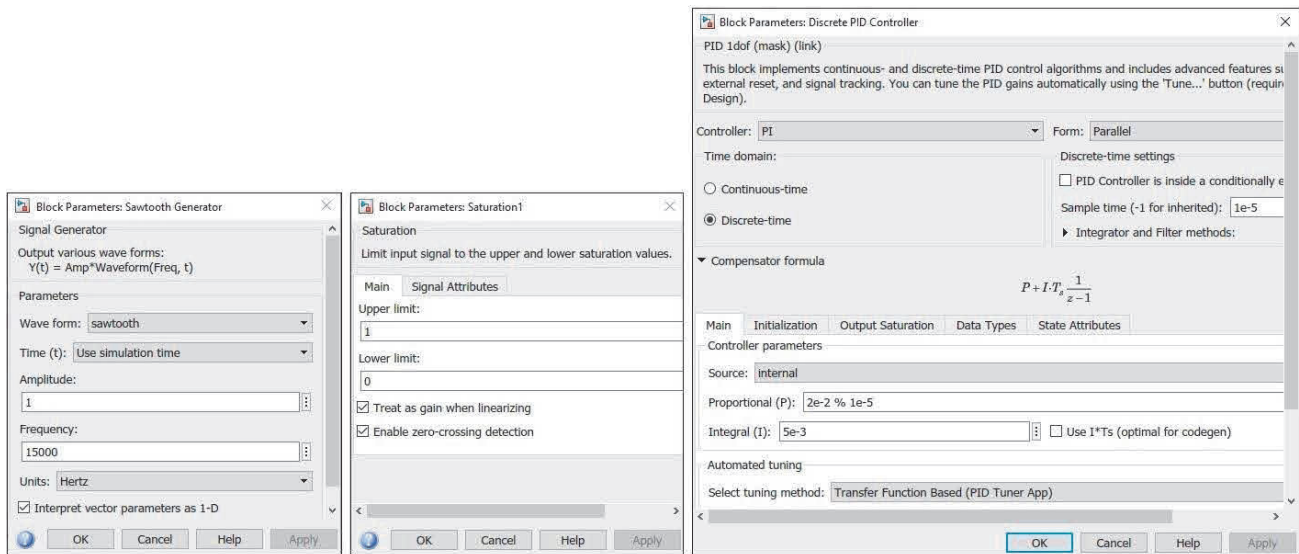 Block Parameters: Sawtooth Generator
Signal Generator
Output various wave forms:
Y(t) = Amp*Waveform(Freq, t)
Parameters
Wave form: sawtooth
Time (t): Use simulation time
Amplitude:
1
Frequency:
15000
Units: Hertz
Interpret vector parameters as 1-D
OK Cancel Help Apply
Block Parameters: Saturation1
Saturation
Limit input signal to the upper and lower saturation values.
Main Signal Attributes
Upper limit:
1
Lower limit:
0
Treat as gain when linearizing
Enable zero-crossing detection
OK Cancel Help Apply
Block Parameters: Discrete PID Controller
PID 1dof (mask) (link)
This block implements continuous- and discrete-time PID control algorithms and includes advanced features su
external reset, and signal tracking. You can tune the PID gains automatically using the 'Tune...' button (require
Design).
Controller: PI Form: Parallel
Time domain: Discrete-time settings
Continuous-time PID Controller is inside a conditionally e
Discrete-time Sample time (-1 for inherited): 1e-5
Integrator and Filter methods:
Compensator formula
P + I·Ts 1/(z−1)
Main Initialization Output Saturation Data Types State Attributes
Controller parameters
Source: internal
Proportional (P): 2e-2 % 1e-5
Integral (I): 5e-3 Use I*Ts (optimal for codegen)
Automated tuning
Select tuning method: Transfer Function Based (PID Tuner App)
OK Cancel Help Apply